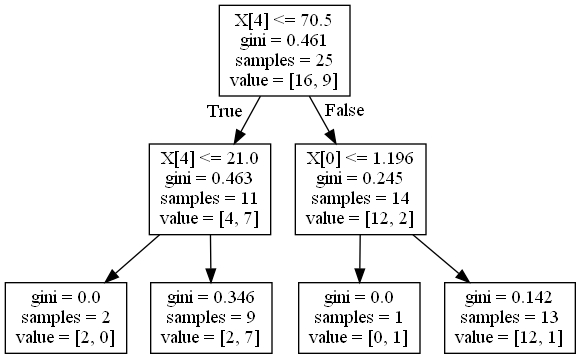 X[4] <= 70.5
gini = 0.461
samples = 25
value = [16, 9]
True
False
X[4] <= 21.0
gini = 0.463
samples = 11
value = [4, 7]
X[0] <= 1.196
gini = 0.245
samples = 14
value = [12, 2]
gini = 0.0
samples = 2
value = [2, 0]
gini = 0.346
samples = 9
value = [2, 7]
gini = 0.0
samples = 1
value = [0, 1]
gini = 0.142
samples = 13
value = [12, 1]